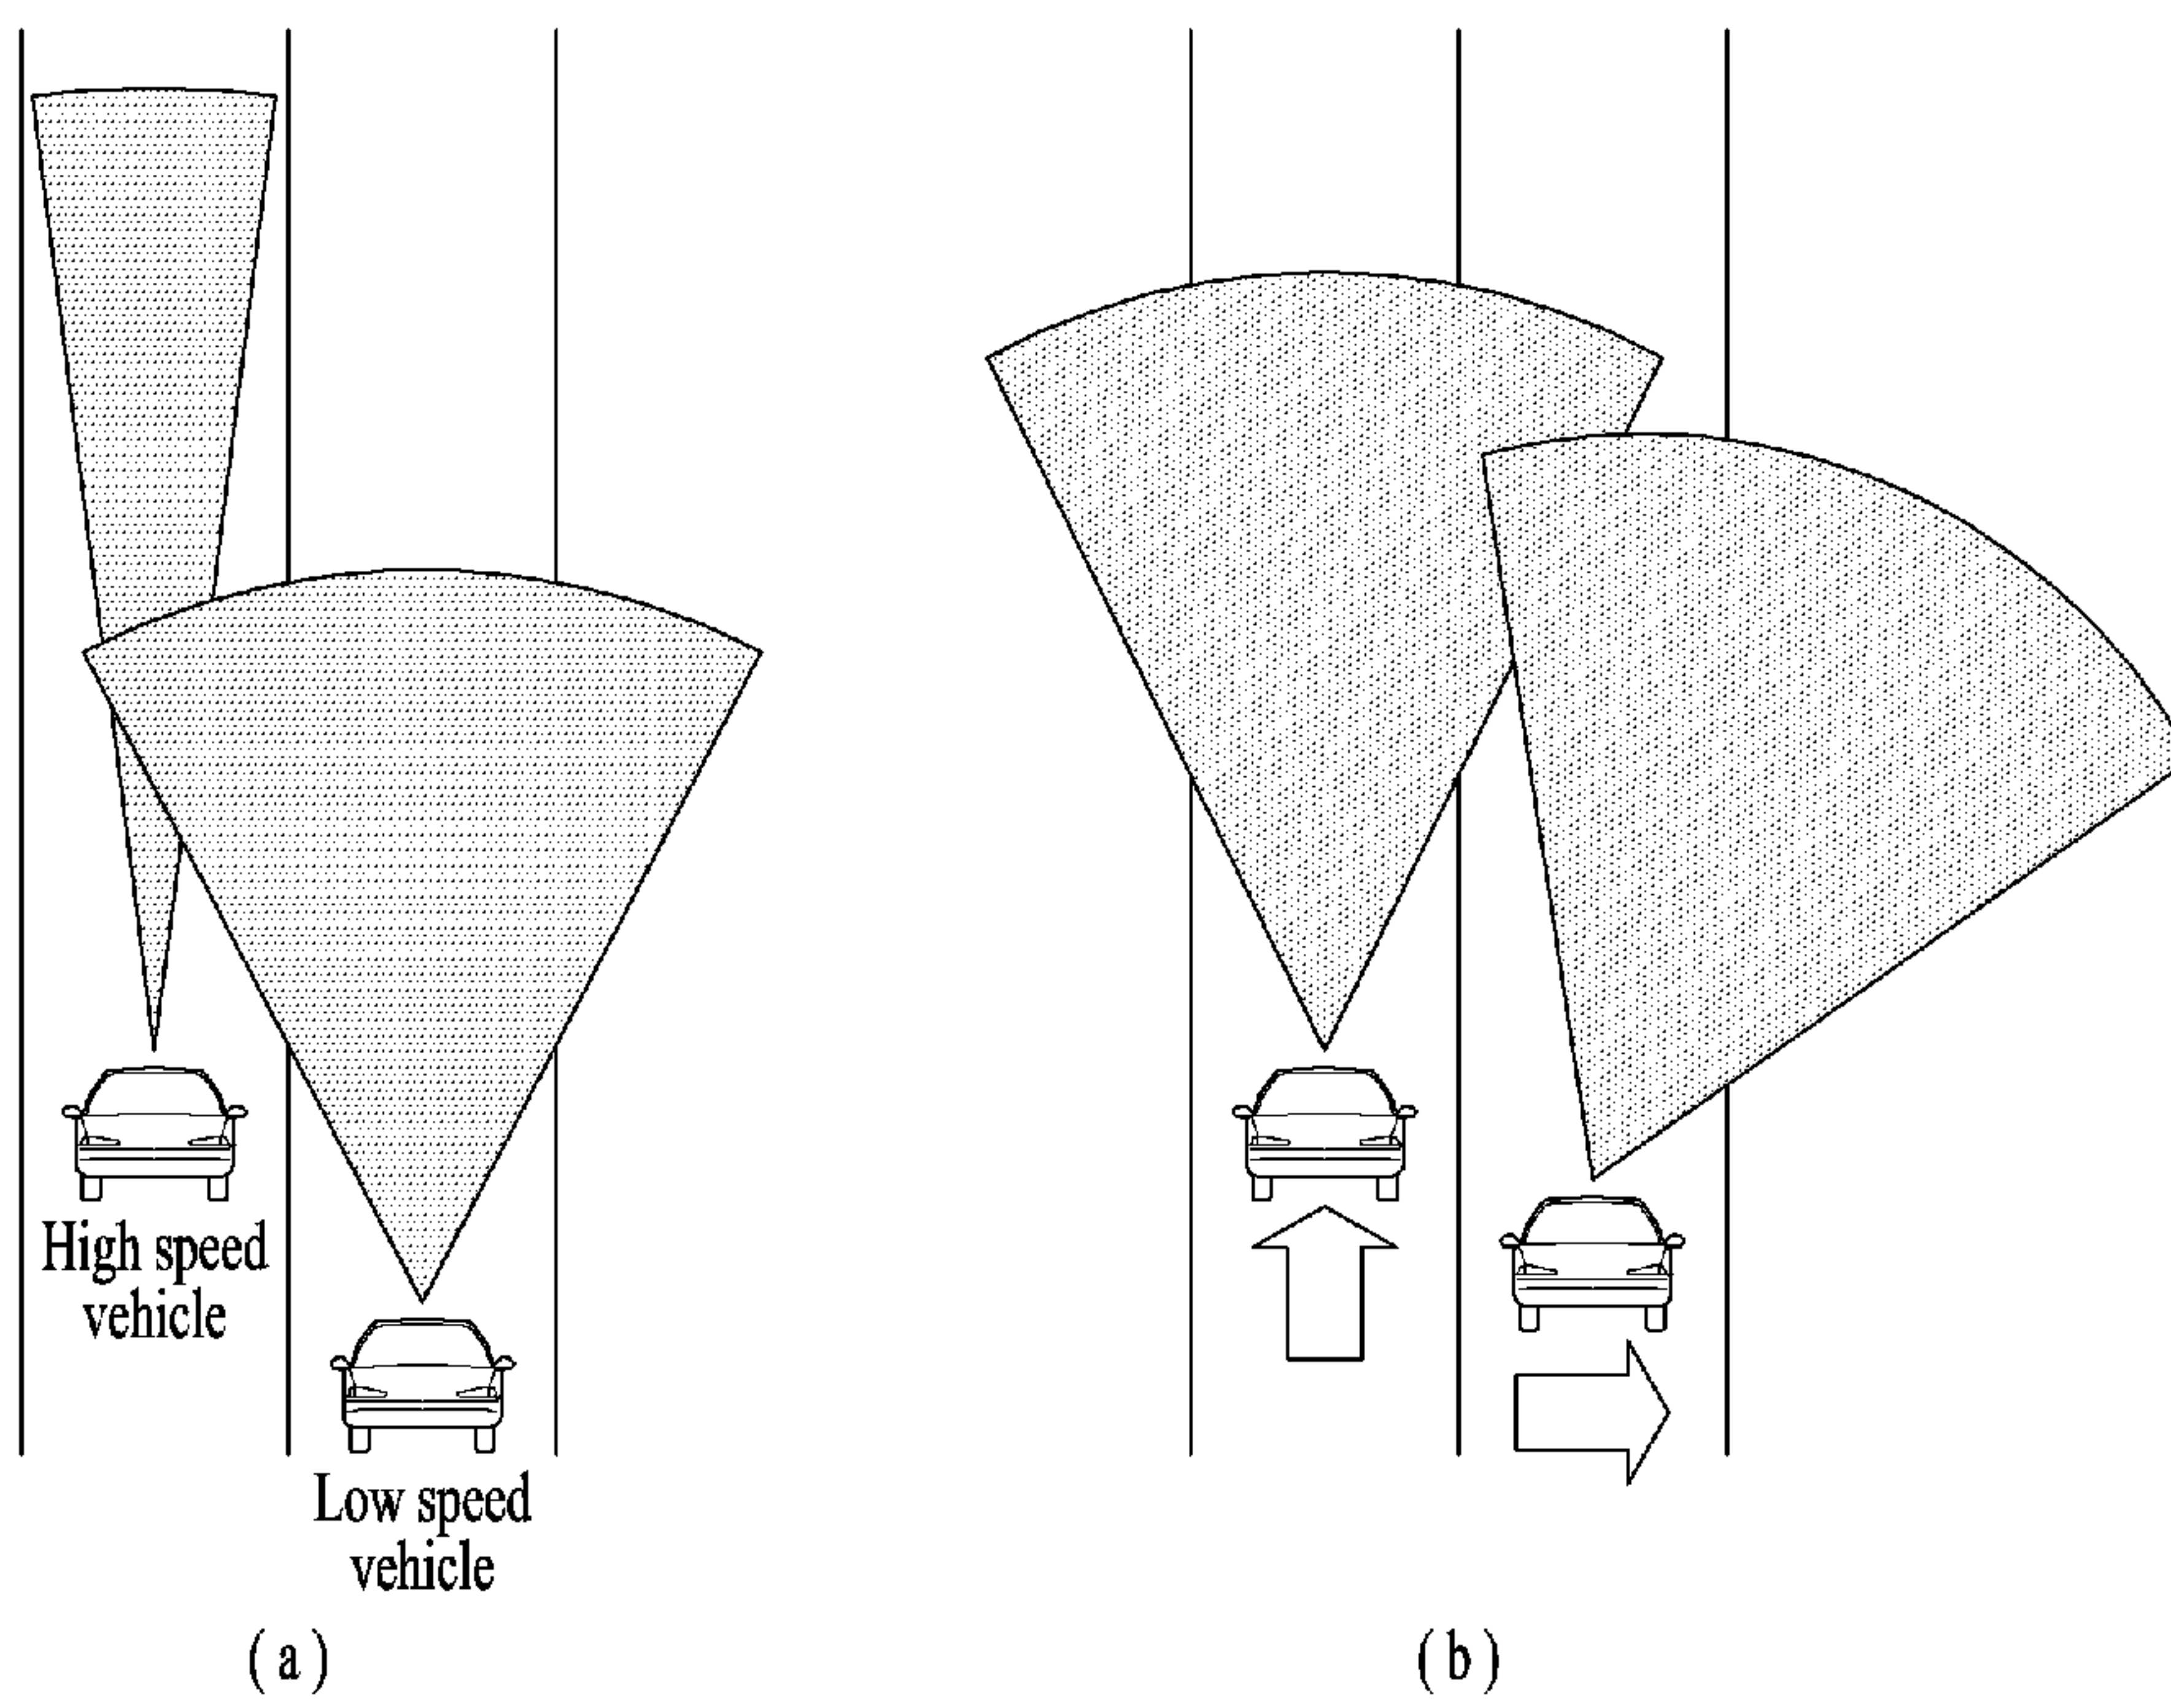 High speed
vehicle
Low speed
vehicle
( a )
( b )